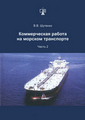 Коммерческая работа
на морском транспорте
Часть 2